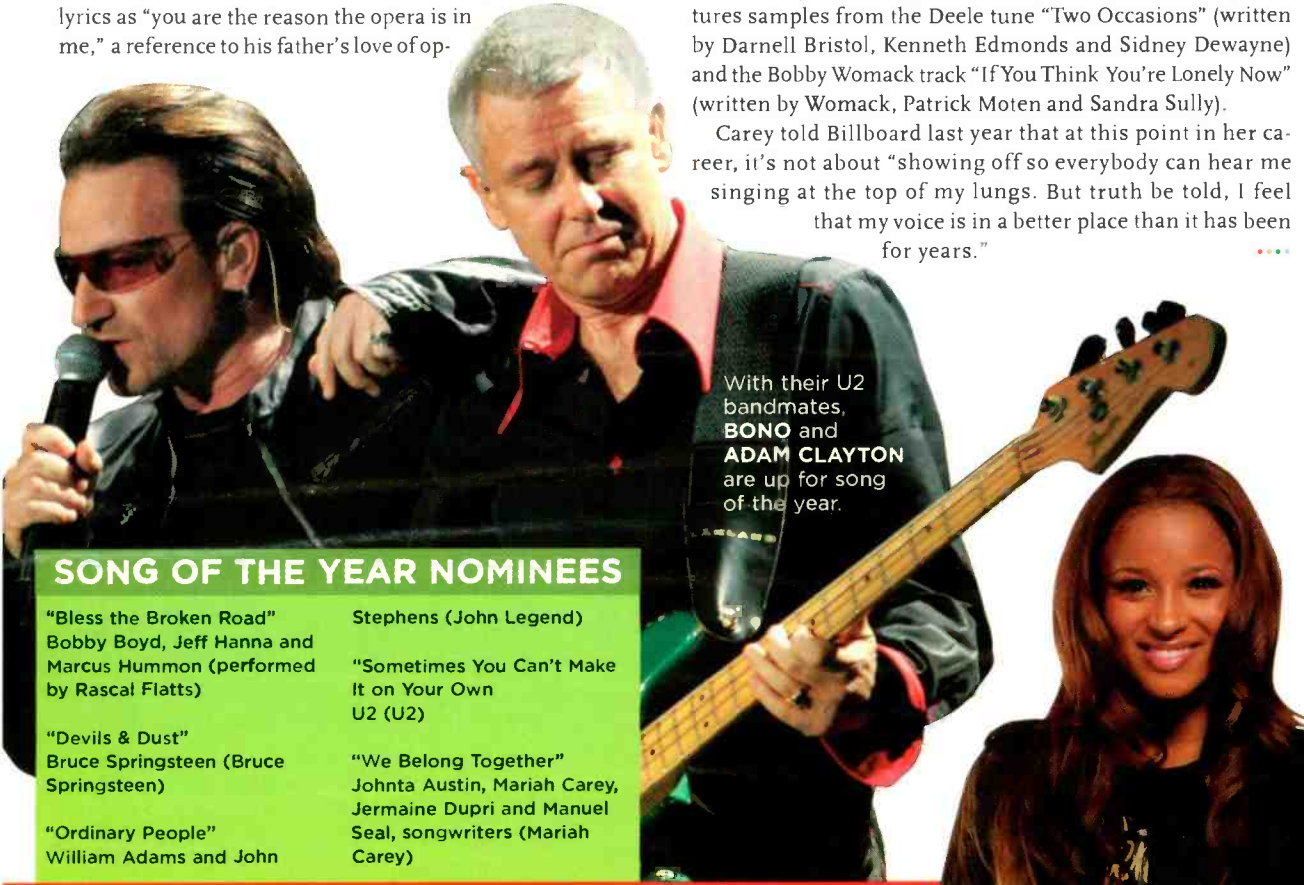 lyrics as “you are the reason the opera is in
me,” a reference to his father’s love of op-
tures samples from the Deele tune “Two Occasions” (written
by Darnell Bristol, Kenneth Edmonds and Sidney Dewayne)
and the Bobby Womack track “If You Think You’re Lonely Now”
(written by Womack, Patrick Moten and Sandra Sully).
Carey told Billboard last year that at this point in her ca-
reer, it’s not about “showing off so everybody can hear me
singing at the top of my lungs. But truth be told, I feel
that my voice is in a better place than it has been
for years.”
With their U2
bandmates,
BONO and
ADAM CLAYTON
are up for song
of the year.
SONG OF THE YEAR NOMINEES
“Bless the Broken Road”
Bobby Boyd, Jeff Hanna and
Marcus Hummon (performed
by Rascal Flatts)
“Devils & Dust”
Bruce Springsteen (Bruce
Springsteen)
“Ordinary People”
William Adams and John
Stephens (John Legend)
“Sometimes You Can’t Make
It on Your Own
U2 (U2)
“We Belong Together”
Johnta Austin, Mariah Carey,
Jermaine Dupri and Manuel
Seal, songwriters (Mariah
Carey)